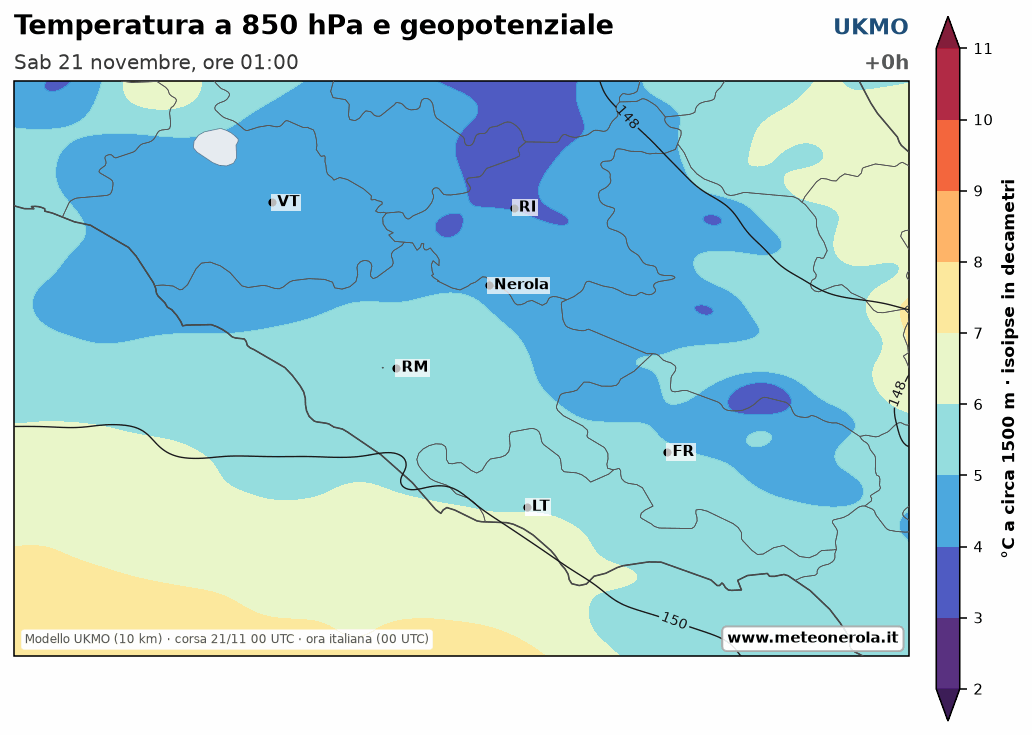 Temperatura a 850 hPa e geopotenziale
UKMO
Sab 21 novembre, ore 01:00
+0h
148
VT
RI
Nerola
RM
148
FR
LT
150
Modello UKMO (10 km) · corsa 21/11 00 UTC · ora italiana (00 UTC)
www.meteonerola.it
11
10
9
8
7
6
5
4
3
2
°C a circa 1500 m · isoipse in decametri